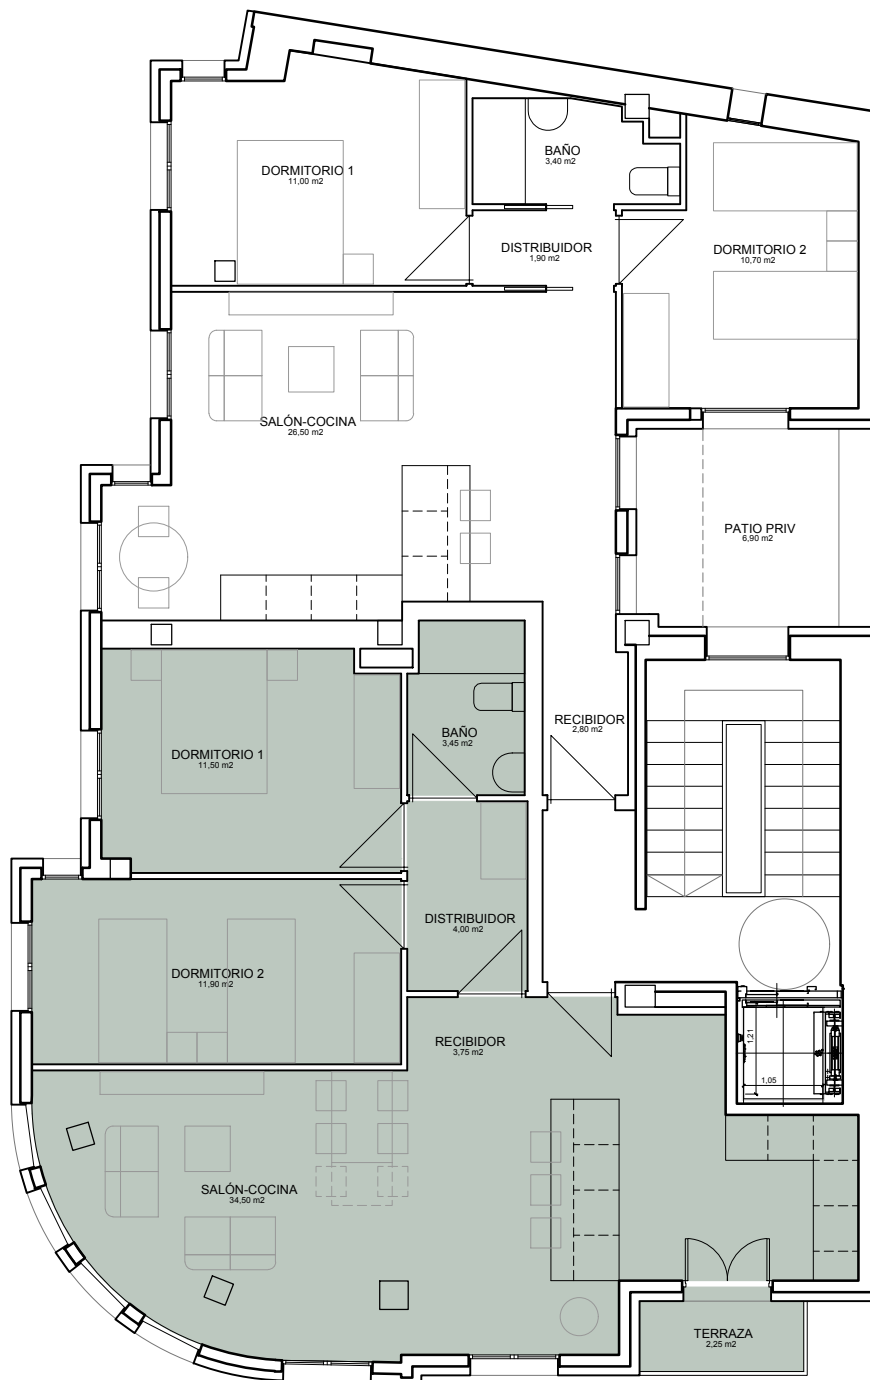 DORMITORIO 1
11,00 m2
BAÑO
3,40 m2
DISTRIBUIDOR
1,90 m2
DORMITORIO 2
10,70 m2
SALÓN-COCINA
26,50 m2
PATIO PRIV
6,90 m2
RECIBIDOR
2,80 m2
DORMITORIO 1
11,50 m2
BAÑO
3,45 m2
DISTRIBUIDOR
4,00 m2
DORMITORIO 2
11,90 m2
RECIBIDOR
3,75 m2
1,21
1,05
SALÓN-COCINA
34,50 m2
TERRAZA
2,25 m2